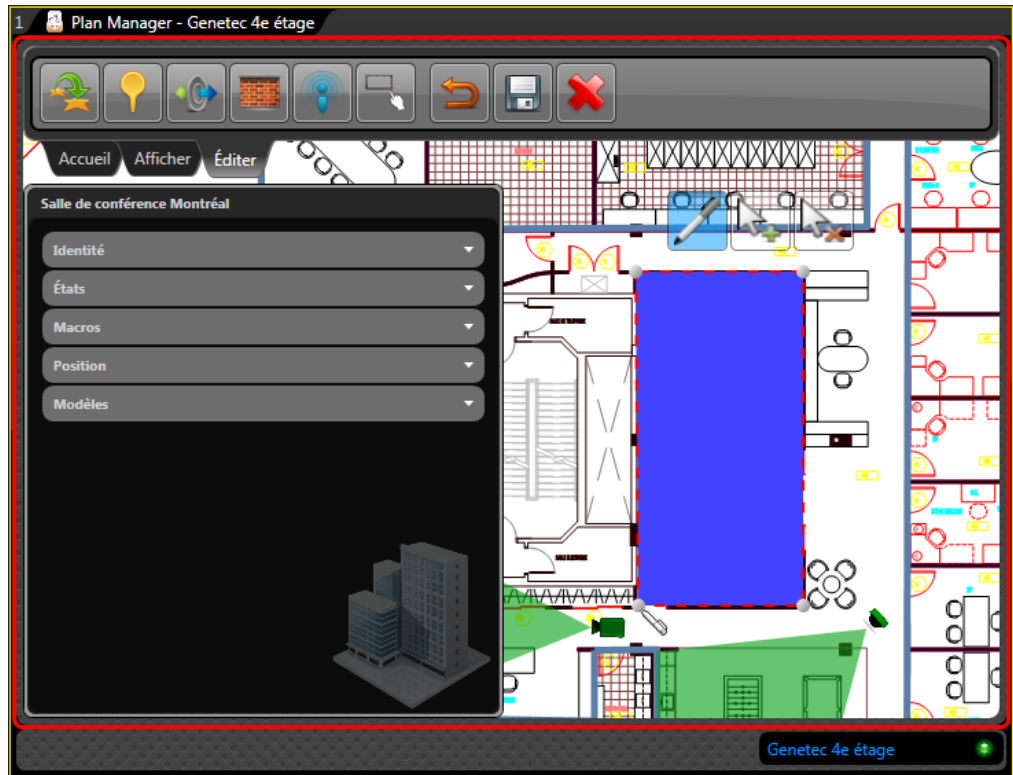 1 Plan Manager - Genetec 4e étage
Accueil Afficher Éditer
Salle de conférence Montréal
Identité
États
Macros
Position
Modèles
Genetec 4e étage